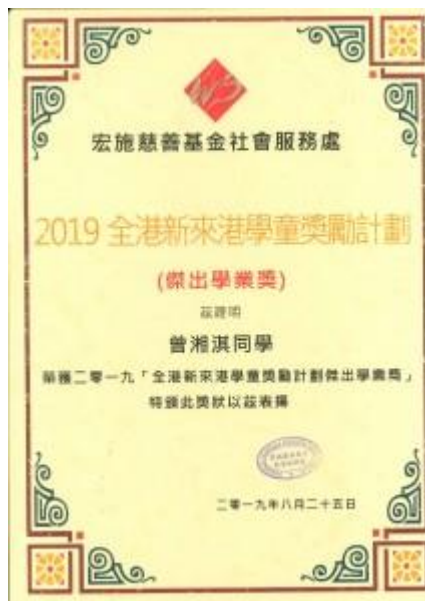 宏施慈善基金社會服務處
2019 全港新來港學童獎勵計劃
(傑出學業獎)
茲證明
曾湘淇同學
榮獲二零一九「全港新來港學童獎勵計劃傑出學業獎」
特頒此獎狀以茲表揚
二零一九年八月二十五日